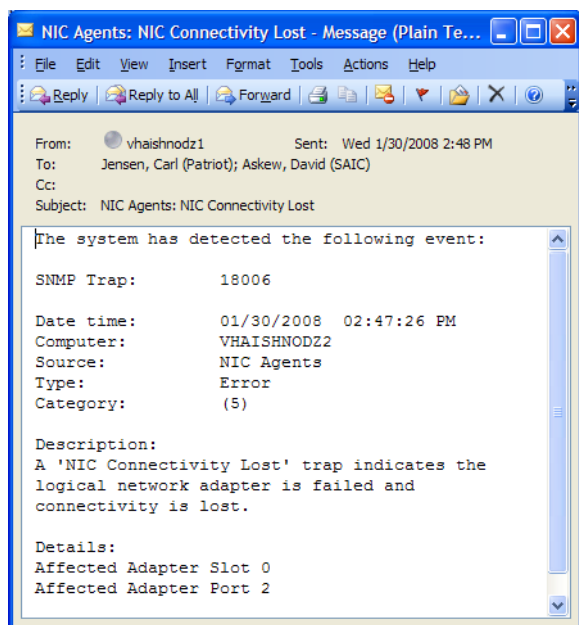 NIC Agents: NIC Connectivity Lost - Message (Plain Te...
File Edit View Insert Format Tools Actions Help
Reply Reply to All Forward
From: vhaishnodz1 Sent: Wed 1/30/2008 2:48 PM
To: Jensen, Carl (Patriot); Askew, David (SAIC)
Cc:
Subject: NIC Agents: NIC Connectivity Lost
The system has detected the following event:
SNMP Trap: 18006
Date time: 01/30/2008 02:47:26 PM
Computer: VHAISHNODZ2
Source: NIC Agents
Type: Error
Category: (5)
Description:
A 'NIC Connectivity Lost' trap indicates the
logical network adapter is failed and
connectivity is lost.
Details:
Affected Adapter Slot 0
Affected Adapter Port 2